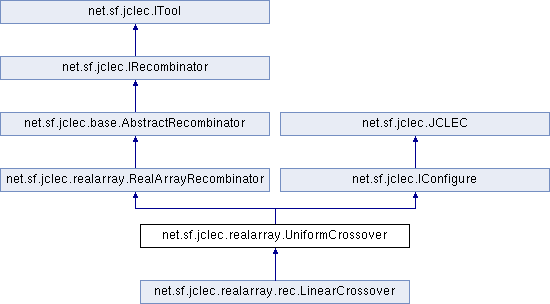 net.sf.jclec.ITool
net.sf.jclec.IRecombinator
net.sf.jclec.base.AbstractRecombinator
net.sf.jclec.JCLEC
net.sf.jclec.realarray.RealArrayRecombinator
net.sf.jclec.IConfigure
net.sf.jclec.realarray.UniformCrossover
net.sf.jclec.realarray.rec.LinearCrossover